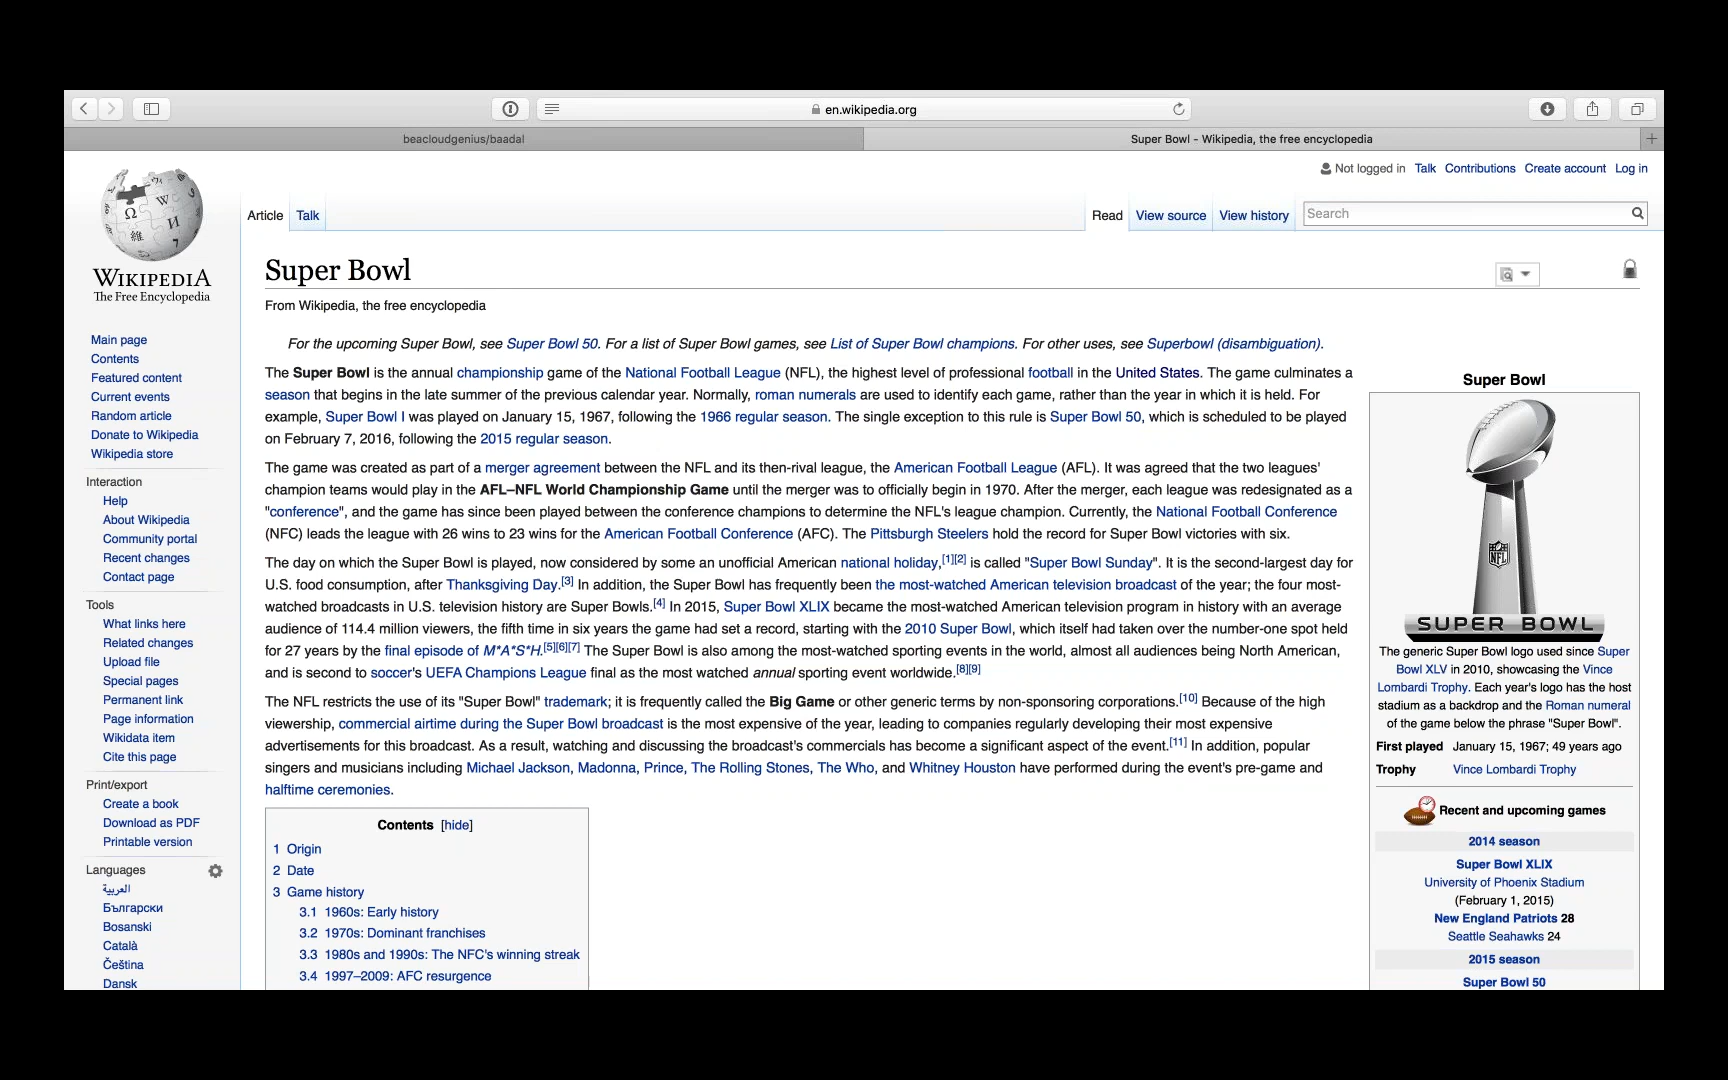 en.wikipedia.org
beacloudgenius/baadal
Super Bowl - Wikipedia, the free encyclopedia
Not logged in Talk Contributions Create account Log in
Article Talk
Read View source View history Search
WIKIPEDIA
The Free Encyclopedia
Main page
Contents
Featured content
Current events
Random article
Donate to Wikipedia
Wikipedia store
Interaction
Help
About Wikipedia
Community portal
Recent changes
Contact page
Tools
What links here
Related changes
Upload file
Special pages
Permanent link
Page information
Wikidata item
Cite this page
Print/export
Create a book
Download as PDF
Printable version
Languages
العربية
Български
Bosanski
Català
Čeština
Dansk
Super Bowl
From Wikipedia, the free encyclopedia
For the upcoming Super Bowl, see Super Bowl 50. For a list of Super Bowl games, see List of Super Bowl champions. For other uses, see Superbowl (disambiguation).
The Super Bowl is the annual championship game of the National Football League (NFL), the highest level of professional football in the United States. The game culminates a
season that begins in the late summer of the previous calendar year. Normally, roman numerals are used to identify each game, rather than the year in which it is held. For
example, Super Bowl I was played on January 15, 1967, following the 1966 regular season. The single exception to this rule is Super Bowl 50, which is scheduled to be played
on February 7, 2016, following the 2015 regular season.
The game was created as part of a merger agreement between the NFL and its then-rival league, the American Football League (AFL). It was agreed that the two leagues'
champion teams would play in the AFL–NFL World Championship Game until the merger was to officially begin in 1970. After the merger, each league was redesignated as a
"conference", and the game has since been played between the conference champions to determine the NFL's league champion. Currently, the National Football Conference
(NFC) leads the league with 26 wins to 23 wins for the American Football Conference (AFC). The Pittsburgh Steelers hold the record for Super Bowl victories with six.
The day on which the Super Bowl is played, now considered by some an unofficial American national holiday,[1][2] is called "Super Bowl Sunday". It is the second-largest day for
U.S. food consumption, after Thanksgiving Day.[3] In addition, the Super Bowl has frequently been the most-watched American television broadcast of the year; the four most-
watched broadcasts in U.S. television history are Super Bowls.[4] In 2015, Super Bowl XLIX became the most-watched American television program in history with an average
audience of 114.4 million viewers, the fifth time in six years the game had set a record, starting with the 2010 Super Bowl, which itself had taken over the number-one spot held
for 27 years by the final episode of M*A*S*H.[5][6][7] The Super Bowl is also among the most-watched sporting events in the world, almost all audiences being North American,
and is second to soccer's UEFA Champions League final as the most watched annual sporting event worldwide.[8][9]
The NFL restricts the use of its "Super Bowl" trademark; it is frequently called the Big Game or other generic terms by non-sponsoring corporations.[10] Because of the high
viewership, commercial airtime during the Super Bowl broadcast is the most expensive of the year, leading to companies regularly developing their most expensive
advertisements for this broadcast. As a result, watching and discussing the broadcast's commercials has become a significant aspect of the event.[11] In addition, popular
singers and musicians including Michael Jackson, Madonna, Prince, The Rolling Stones, The Who, and Whitney Houston have performed during the event's pre-game and
halftime ceremonies.
Contents [hide]
1 Origin
2 Date
3 Game history
3.1 1960s: Early history
3.2 1970s: Dominant franchises
3.3 1980s and 1990s: The NFC's winning streak
3.4 1997–2009: AFC resurgence
Super Bowl
NFL
SUPER BOWL
The generic Super Bowl logo used since Super
Bowl XLV in 2010, showcasing the Vince
Lombardi Trophy. Each year's logo has the host
stadium as a backdrop and the Roman numeral
of the game below the phrase "Super Bowl".
First played January 15, 1967; 49 years ago
Trophy Vince Lombardi Trophy
Recent and upcoming games
2014 season
Super Bowl XLIX
University of Phoenix Stadium
(February 1, 2015)
New England Patriots 28
Seattle Seahawks 24
2015 season
Super Bowl 50